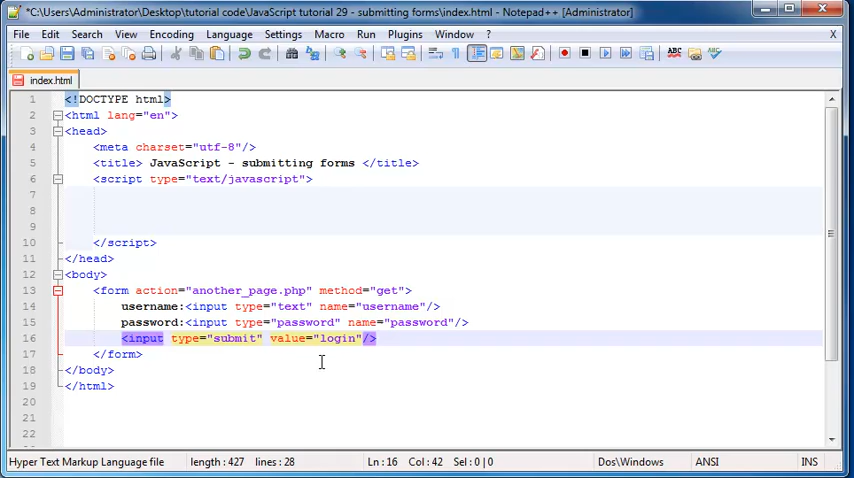 *C:\Users\Administrator\Desktop\tutorial code\JavaScript tutorial 29 - submitting forms\index.html - Notepad++ [Administrator]
File Edit Search View Encoding Language Settings Macro Run Plugins Window ? X
index.html
1 <!DOCTYPE html>
2 <html lang="en">
3 <head>
4 <meta charset="utf-8"/>
5 <title> JavaScript - submitting forms </title>
6 <script type="text/javascript">
7
8
9
10 </script>
11 </head>
12 <body>
13 <form action="another_page.php" method="get">
14 username:<input type="text" name="username"/>
15 password:<input type="password" name="password"/>
16 <input type="submit" value="login"/>
17 </form>
18 </body>
19 </html>
20
21
22
Hyper Text Markup Language file length : 427 lines : 28 Ln : 16 Col : 42 Sel : 0 | 0 Dos\Windows ANSI INS